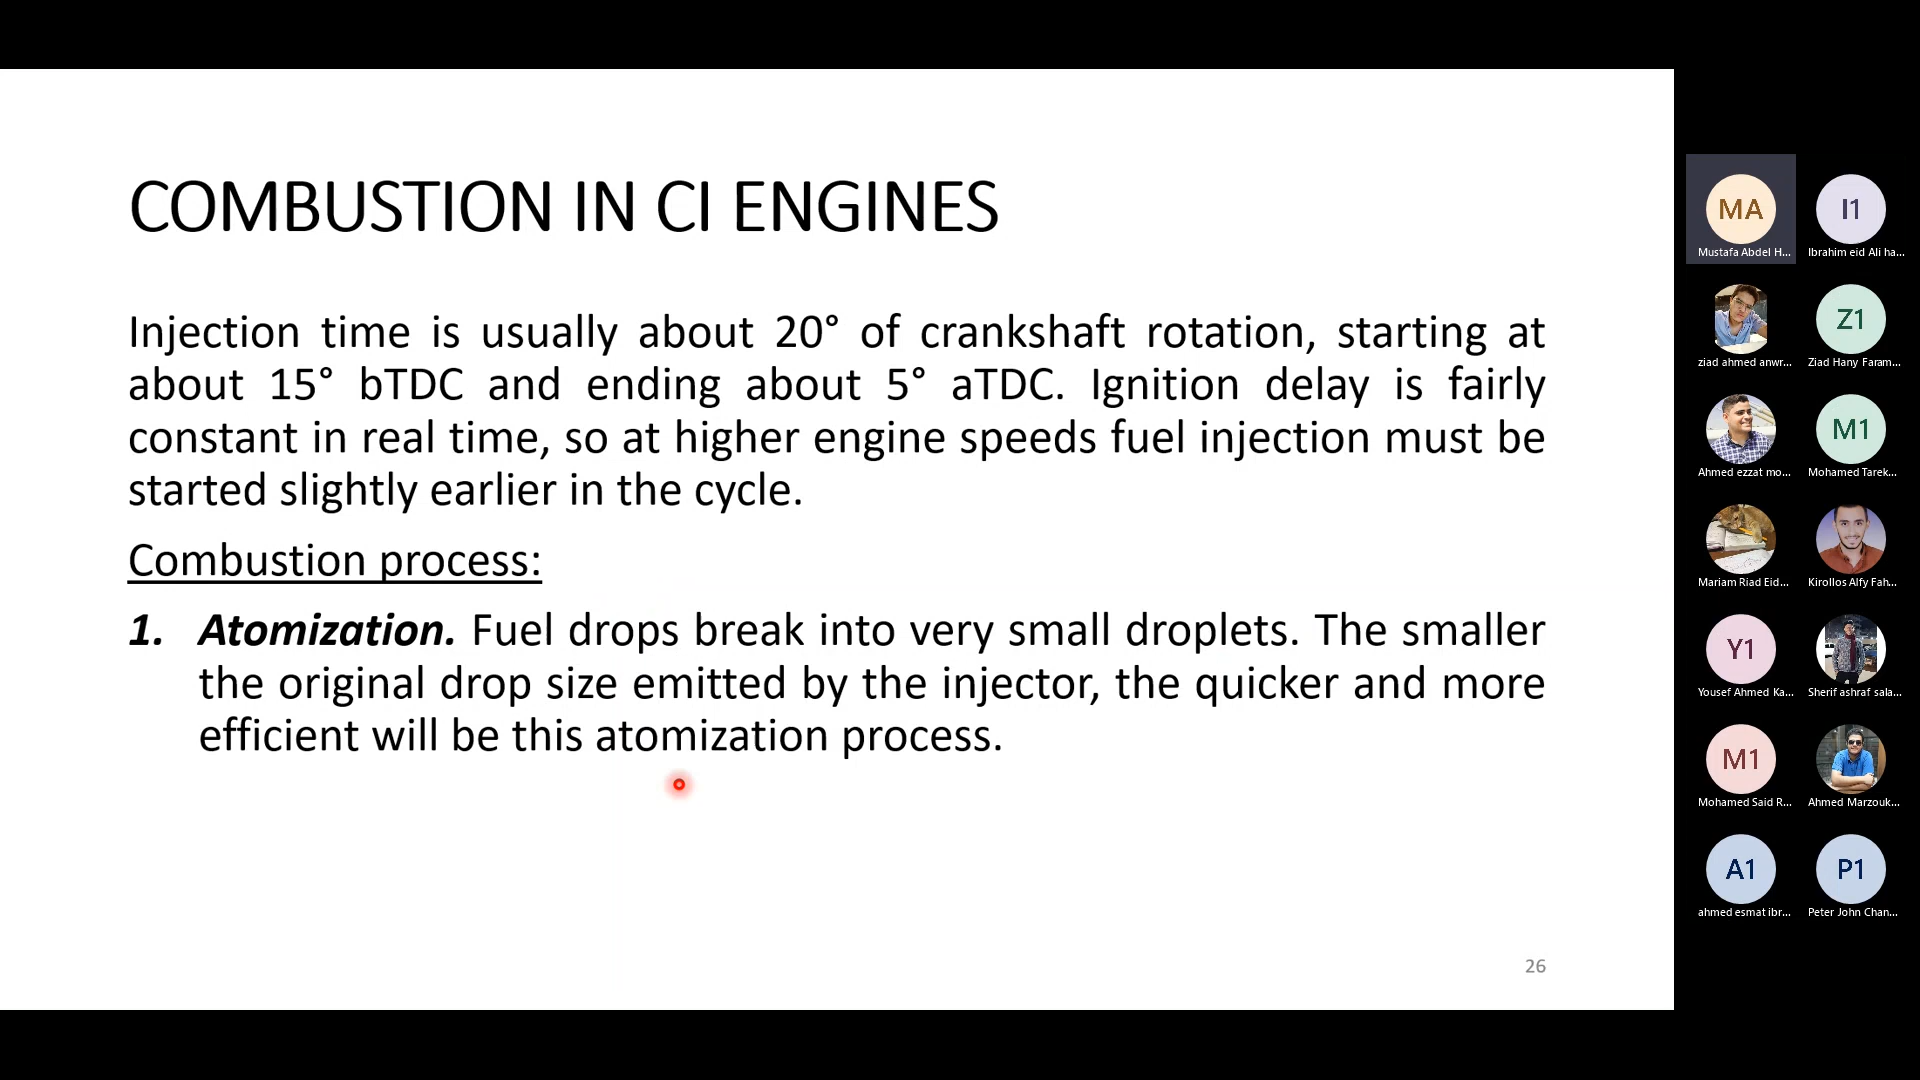 COMBUSTION IN CI ENGINES
Injection time is usually about 20° of crankshaft rotation, starting at
about 15° bTDC and ending about 5° aTDC. Ignition delay is fairly
constant in real time, so at higher engine speeds fuel injection must be
started slightly earlier in the cycle.
Combustion process:
1. Atomization. Fuel drops break into very small droplets. The smaller
the original drop size emitted by the injector, the quicker and more
efficient will be this atomization process.
26
MA
Mustafa Abdel H...
I1
Ibrahim eid Ali ha...
ziad ahmed anwr...
Z1
Ziad Hany Faram...
Ahmed ezzat mo...
M1
Mohamed Tarek...
Mariam Riad Eid...
Kirollos Alfy Fah...
Y1
Yousef Ahmed Ka...
Sherif ashraf sala...
M1
Mohamed Said R...
Ahmed Marzouk...
A1
ahmed esmat ibr...
P1
Peter John Chan...